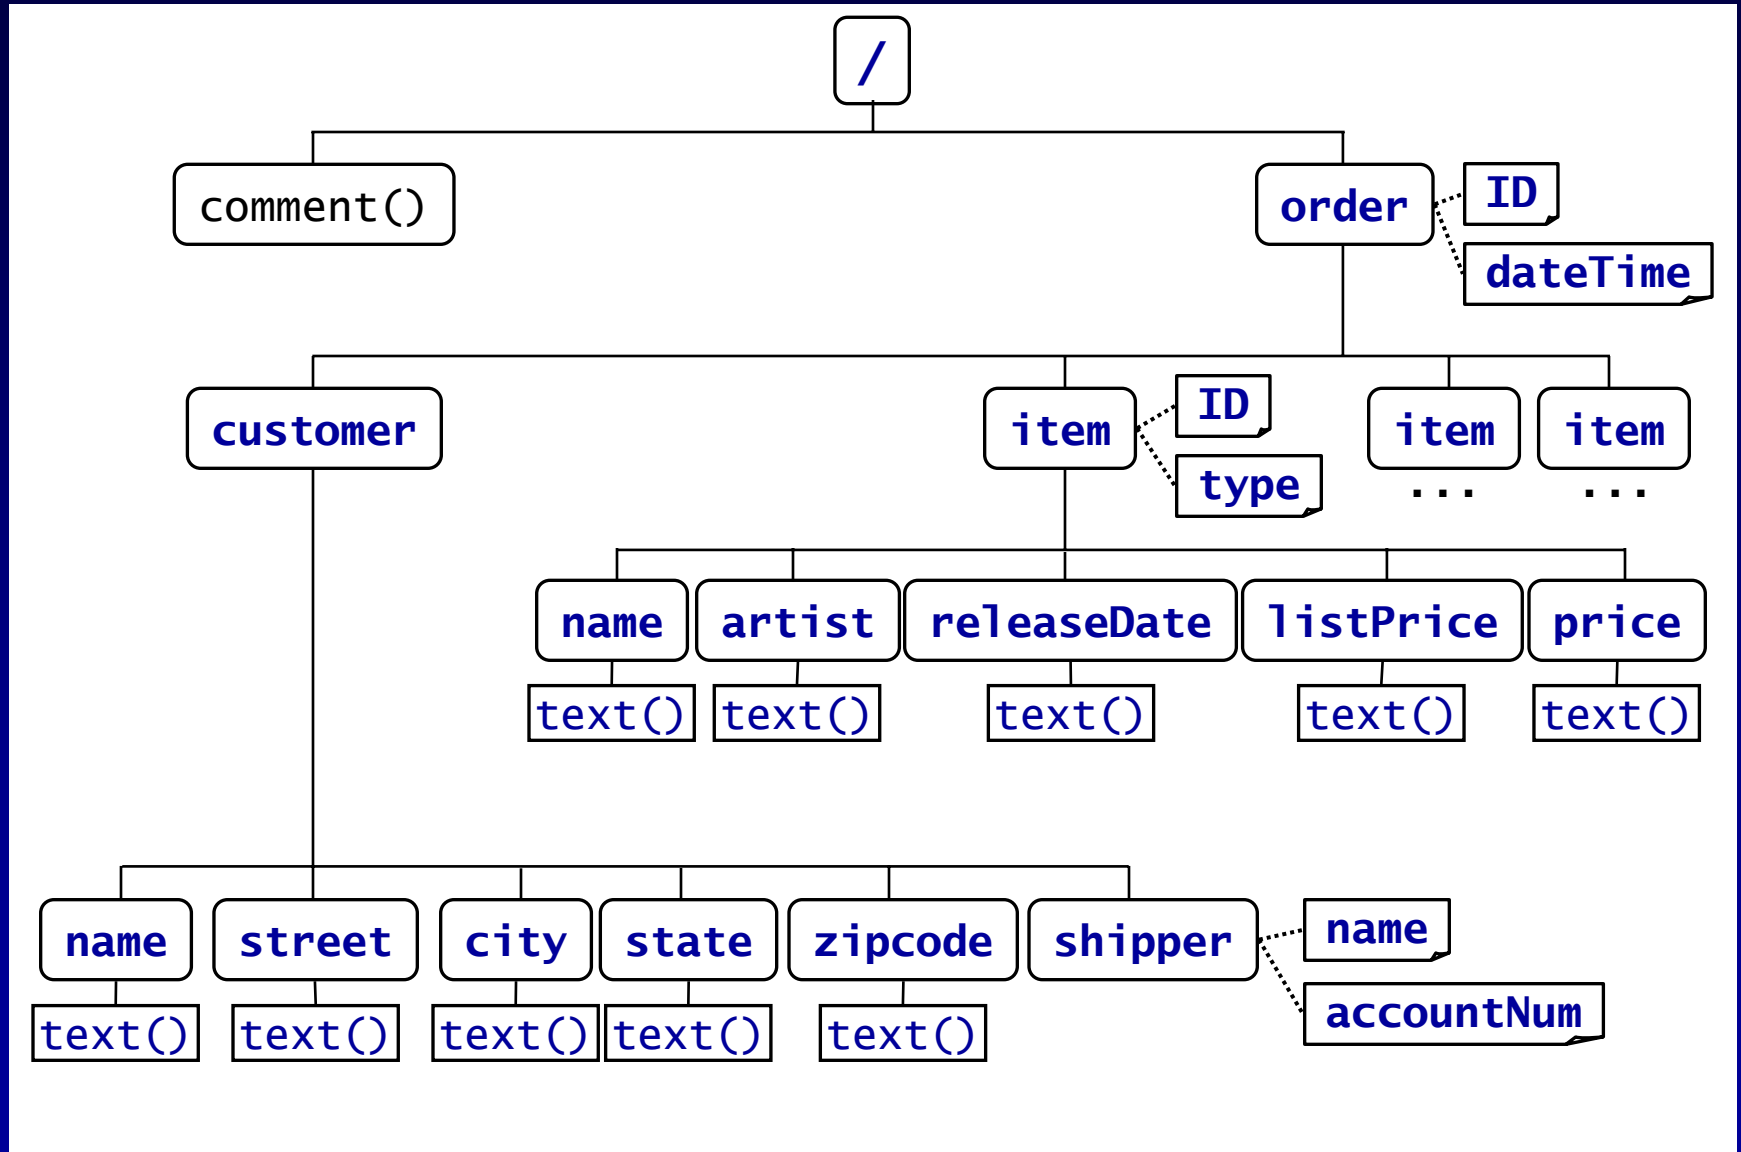 /
comment()
order
ID
dateTime
customer
item
ID
type
item
...
item
...
name
artist
releaseDate
listPrice
price
text()
text()
text()
text()
text()
name
street
city
state
zipcode
shipper
name
accountNum
text()
text()
text()
text()
text()